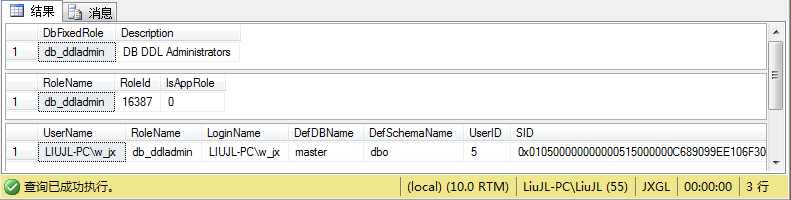 结果 消息
DbFixedRole Description
1 db_ddladmin DB DDL Administrators
RoleName RoleId IsAppRole
1 db_ddladmin 16387 0
UserName RoleName LoginName DefDBName DefSchemaName UserID SID
1 LIUJL-PC\w_jx db_ddladmin LIUJL-PC\w_jx master dbo 5 0x010500000000000515000000C689099EE106F30
查询已成功执行。 (local) (10.0 RTM) LiuJL-PC\LiuJL (55) JXGL 00:00:00 3 行